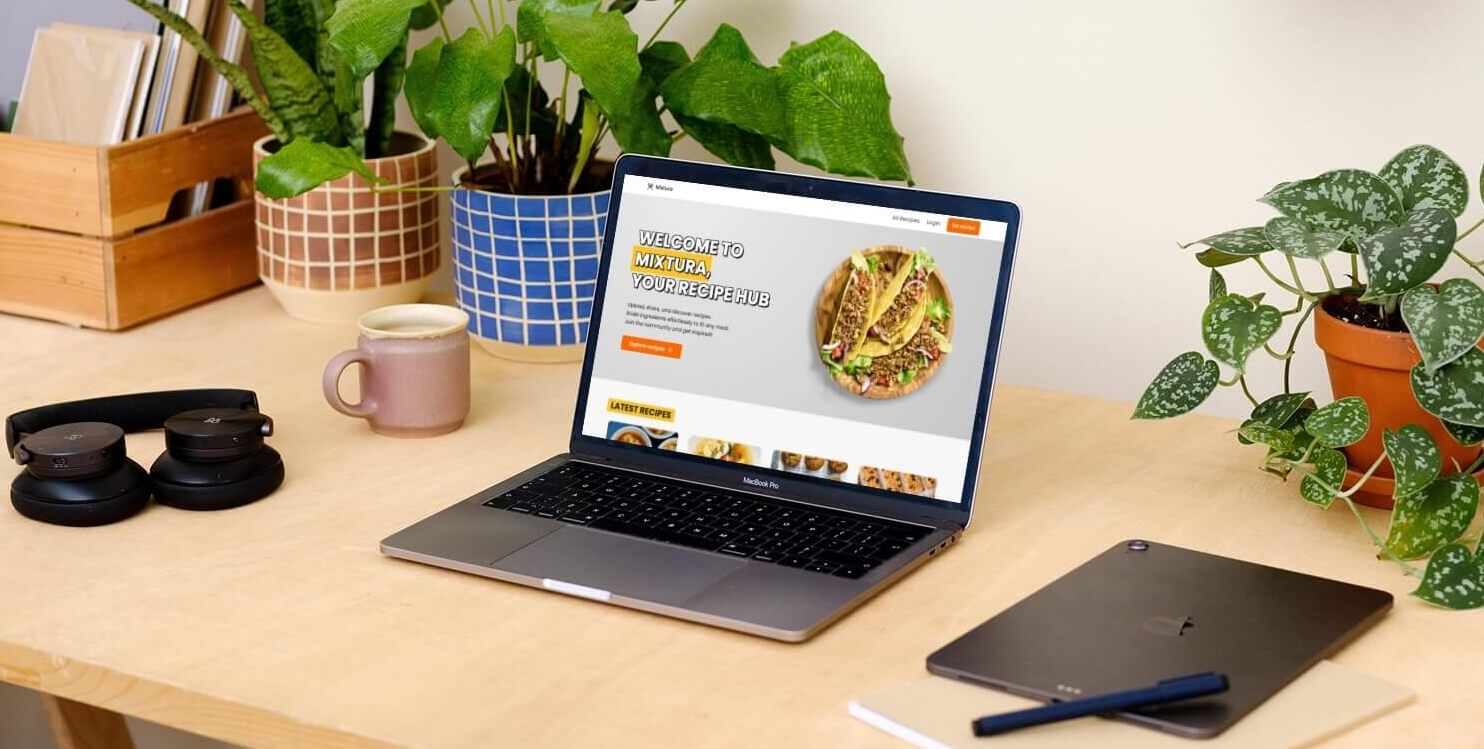 Mixtura
All Recipes Login Get started
WELCOME TO
MIXTURA,
YOUR RECIPE HUB
Upload, share, and discover recipes.
Scale ingredients effortlessly to fit any meal.
Join the community and get inspired!
Explore recipes →
LATEST RECIPES
MacBook Pro